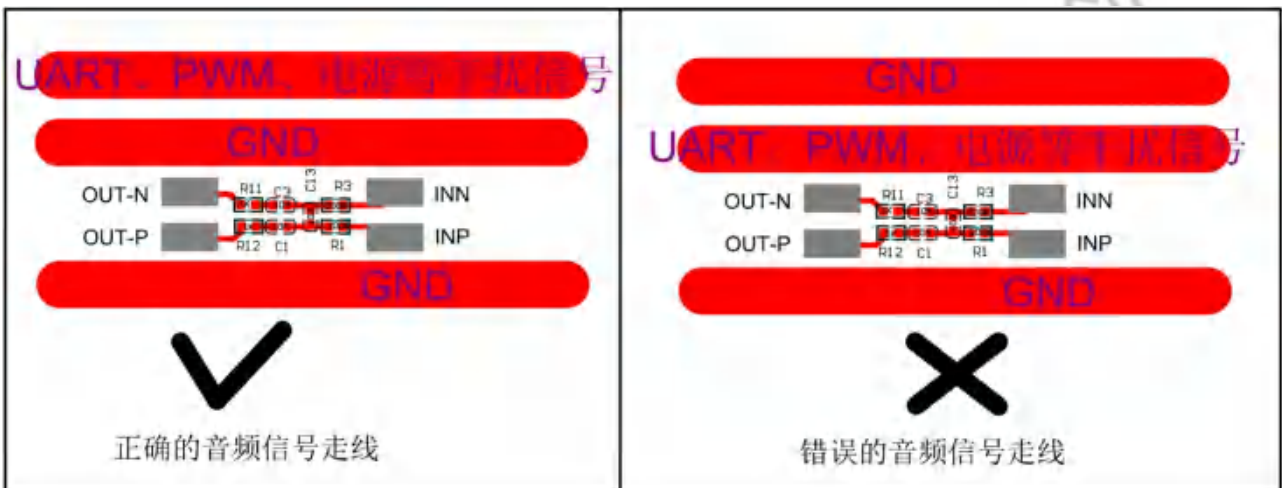 UART、PWM、电源等干扰信号
GND
OUT-N
R11
C3
C13
R3
INN
OUT-P
R12
C1
R1
INP
GND
正确的音频信号走线
GND
UART、PWM、电源等干扰信号
OUT-N
R11
C3
C13
R3
INN
OUT-P
R12
C1
R1
INP
GND
错误的音频信号走线